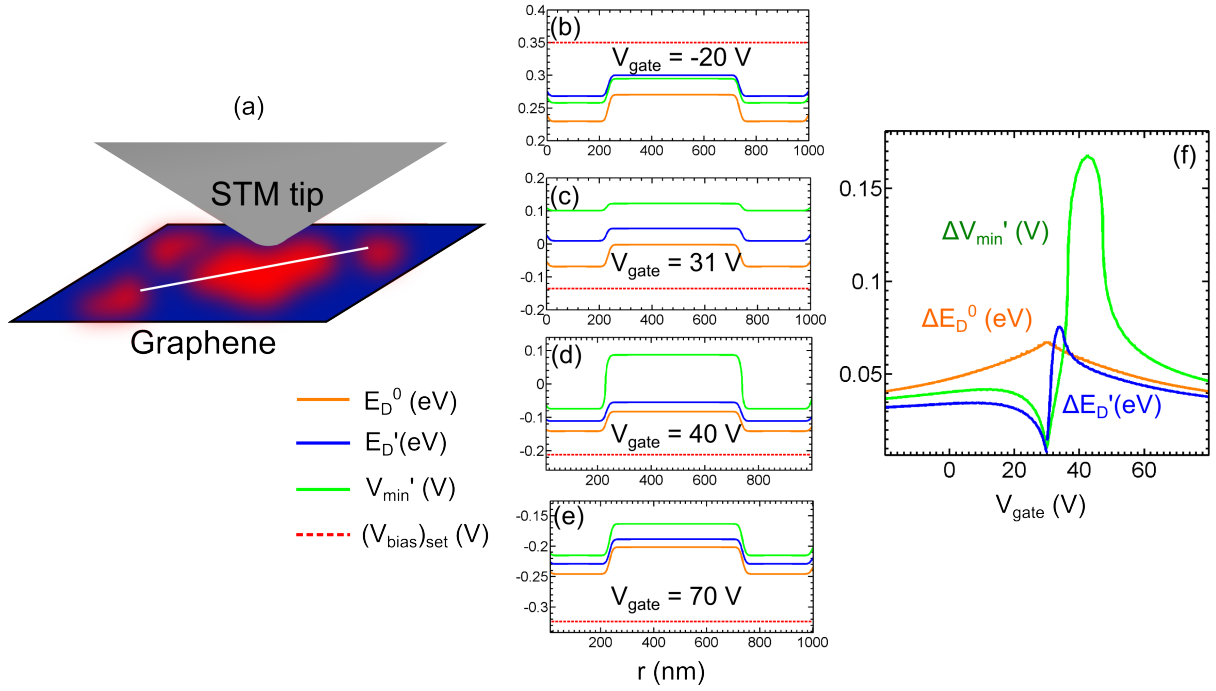 (a)
STM tip
Graphene
E_D^0 (eV)
E_D'(eV)
V_min' (V)
(V_bias)_set (V)
(b)
V_gate = -20 V
0.4
0.35
0.3
0.25
0.2
0 200 400 600 800 1000
(c)
V_gate = 31 V
0.2
0.1
0
-0.1
-0.2
0 200 400 600 800 1000
(d)
V_gate = 40 V
0.1
0
-0.1
-0.2
200 400 600 800
(e)
V_gate = 70 V
-0.15
-0.2
-0.25
-0.3
200 400 600 800 1000
r (nm)
(f)
0.15
0.1
0.05
ΔV_min' (V)
ΔE_D^0 (eV)
ΔE_D'(eV)
0 20 40 60
V_gate (V)